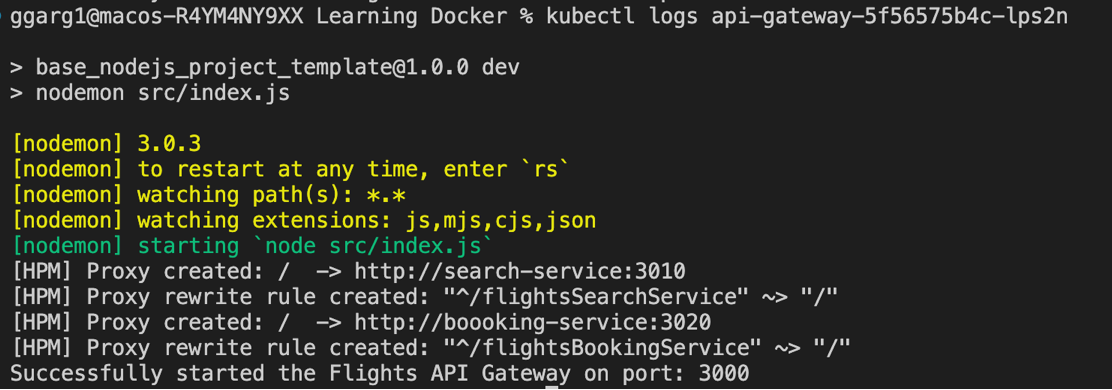 ggarg1@macos-R4YM4NY9XX Learning Docker % kubectl logs api-gateway-5f56575b4c-lps2n
> base_nodejs_project_template@1.0.0 dev
> nodemon src/index.js
[nodemon] 3.0.3
[nodemon] to restart at any time, enter `rs`
[nodemon] watching path(s): *.*
[nodemon] watching extensions: js,mjs,cjs,json
[nodemon] starting `node src/index.js`
[HPM] Proxy created: /  -> http://search-service:3010
[HPM] Proxy rewrite rule created: "^/flightsSearchService" ~> "/"
[HPM] Proxy created: /  -> http://boooking-service:3020
[HPM] Proxy rewrite rule created: "^/flightsBookingService" ~> "/"
Successfully started the Flights API Gateway on port: 3000